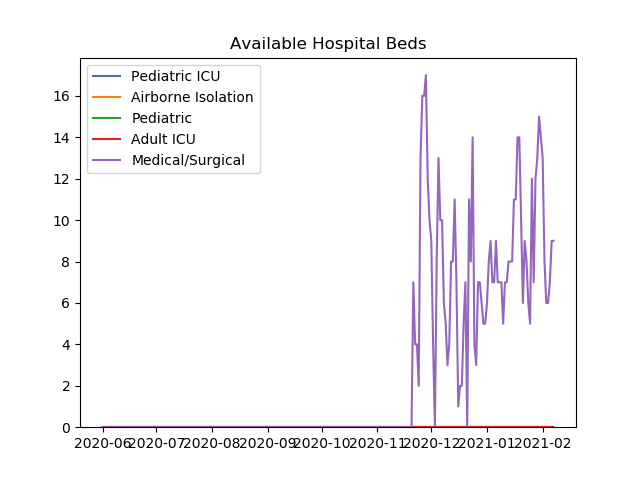 Available Hospital Beds
Pediatric ICU
Airborne Isolation
Pediatric
Adult ICU
Medical/Surgical
16
14
12
10
8
6
4
2
0
2020-06 2020-07 2020-08 2020-09 2020-10 2020-11 2020-12 2021-01 2021-02